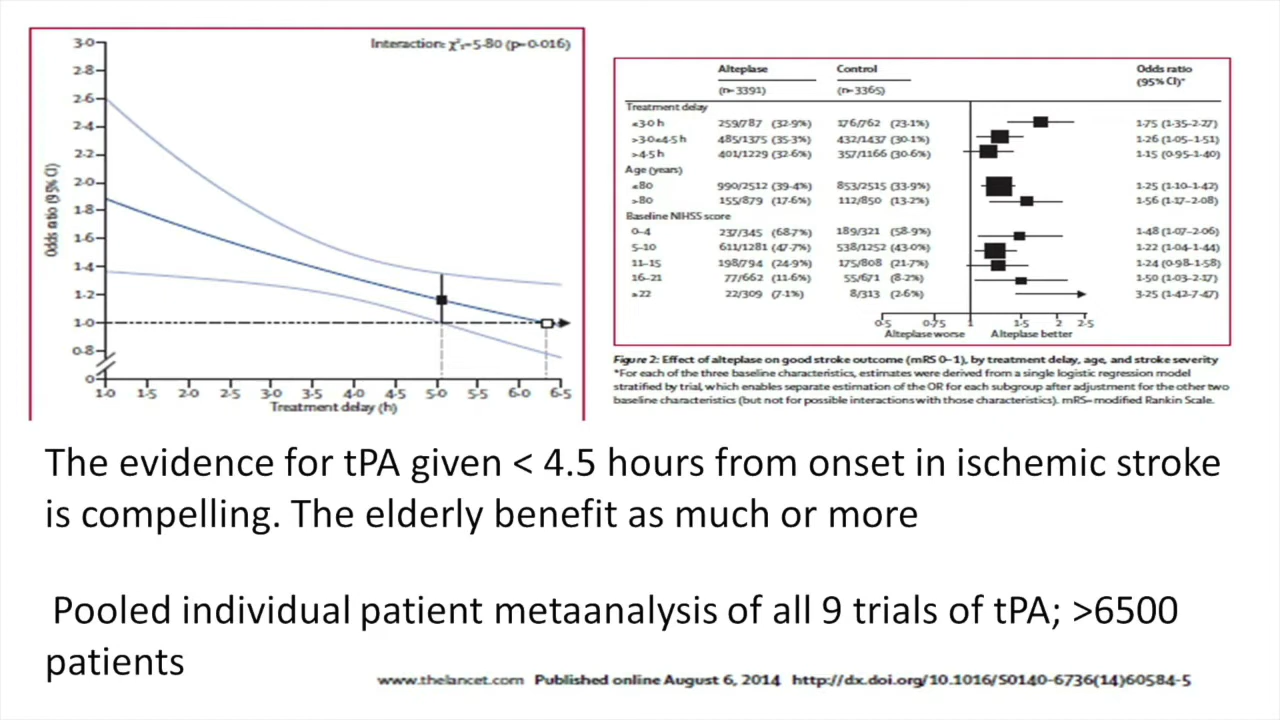 Interaction: χ²₁=5·80 (p=0·016)
3·0
2·8
2·6
2·4
2·2
2·0
1·8
1·6
1·4
1·2
1·0
0·8
0
Odds ratio (95% CI)
1·0 1·5 2·0 2·5 3·0 3·5 4·0 4·5 5·0 5·5 6·0 6·5
Treatment delay (h)
Alteplase Control Odds ratio
(n=3391) (n=3365) (95% CI)*
Treatment delay
≤3·0 h 259/787 (32·9%) 176/762 (23·1%) 1·75 (1·35–2·27)
>3·0≤4·5 h 485/1375 (35·3%) 432/1437 (30·1%) 1·26 (1·05–1·51)
>4·5 h 401/1229 (32·6%) 357/1166 (30·6%) 1·15 (0·95–1·40)
Age (years)
≤80 990/2512 (39·4%) 853/2515 (33·9%) 1·25 (1·10–1·42)
>80 155/879 (17·6%) 112/850 (13·2%) 1·56 (1·17–2·08)
Baseline NIHSS score
0–4 237/345 (68·7%) 189/321 (58·9%) 1·48 (1·07–2·06)
5–10 611/1281 (47·7%) 538/1252 (43·0%) 1·22 (1·04–1·44)
11–15 198/794 (24·9%) 175/808 (21·7%) 1·24 (0·98–1·58)
16–21 77/662 (11·6%) 55/671 (8·2%) 1·50 (1·03–2·17)
≥22 22/309 (7·1%) 8/313 (2·6%) 3·25 (1·42–7·47)
0·5 0·75 1 1·5 2 2·5
Alteplase worse Alteplase better
Figure 2: Effect of alteplase on good stroke outcome (mRS 0–1), by treatment delay, age, and stroke severity
*For each of the three baseline characteristics, estimates were derived from a single logistic regression model
stratified by trial, which enables separate estimation of the OR for each subgroup after adjustment for the other two
baseline characteristics (but not for possible interactions with those characteristics). mRS=modified Rankin Scale.
The evidence for tPA given < 4.5 hours from onset in ischemic stroke
is compelling. The elderly benefit as much or more
Pooled individual patient metaanalysis of all 9 trials of tPA; >6500
patients
www.thelancet.com Published online August 6, 2014 http://dx.doi.org/10.1016/S0140-6736(14)60584-5